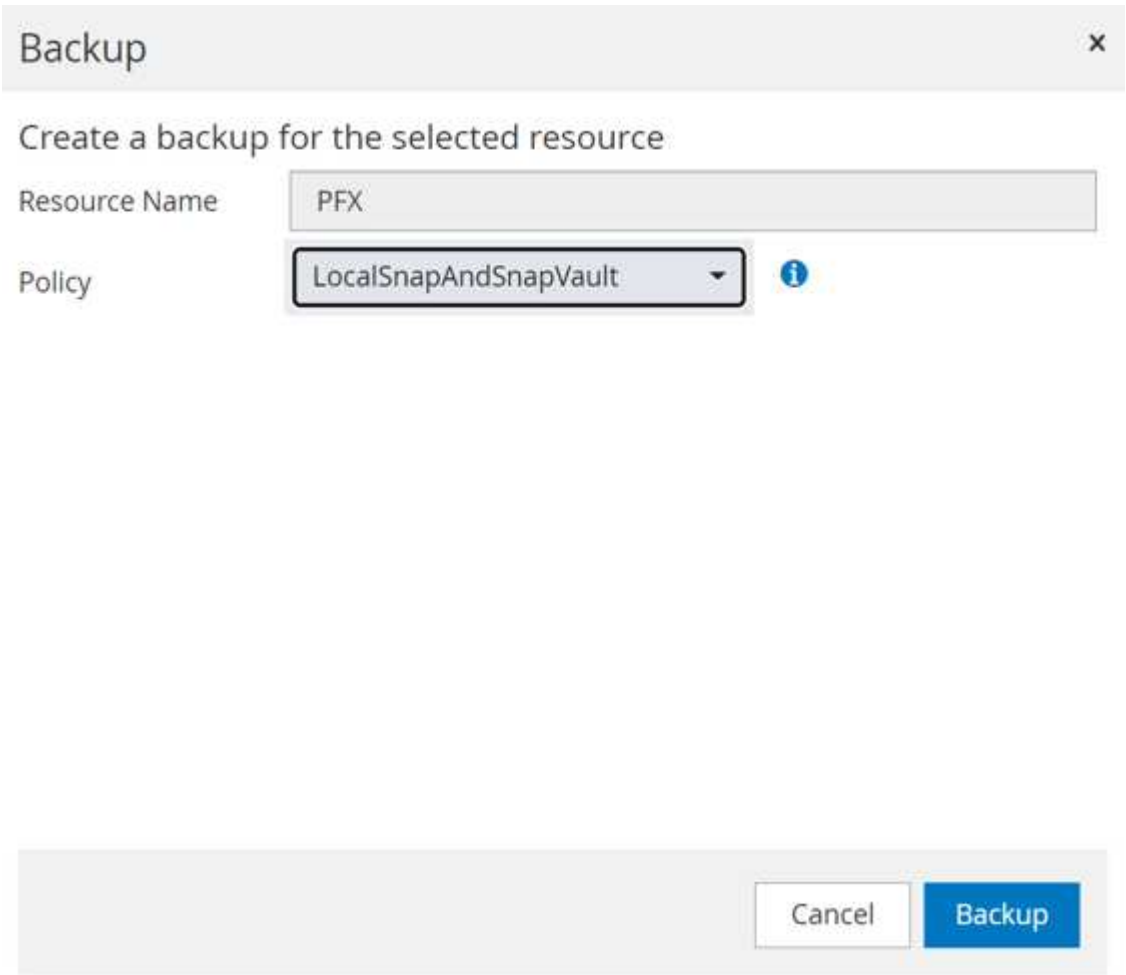 Backup
Create a backup for the selected resource
Resource Name PFX
Policy LocalSnapAndSnapVault
Cancel Backup